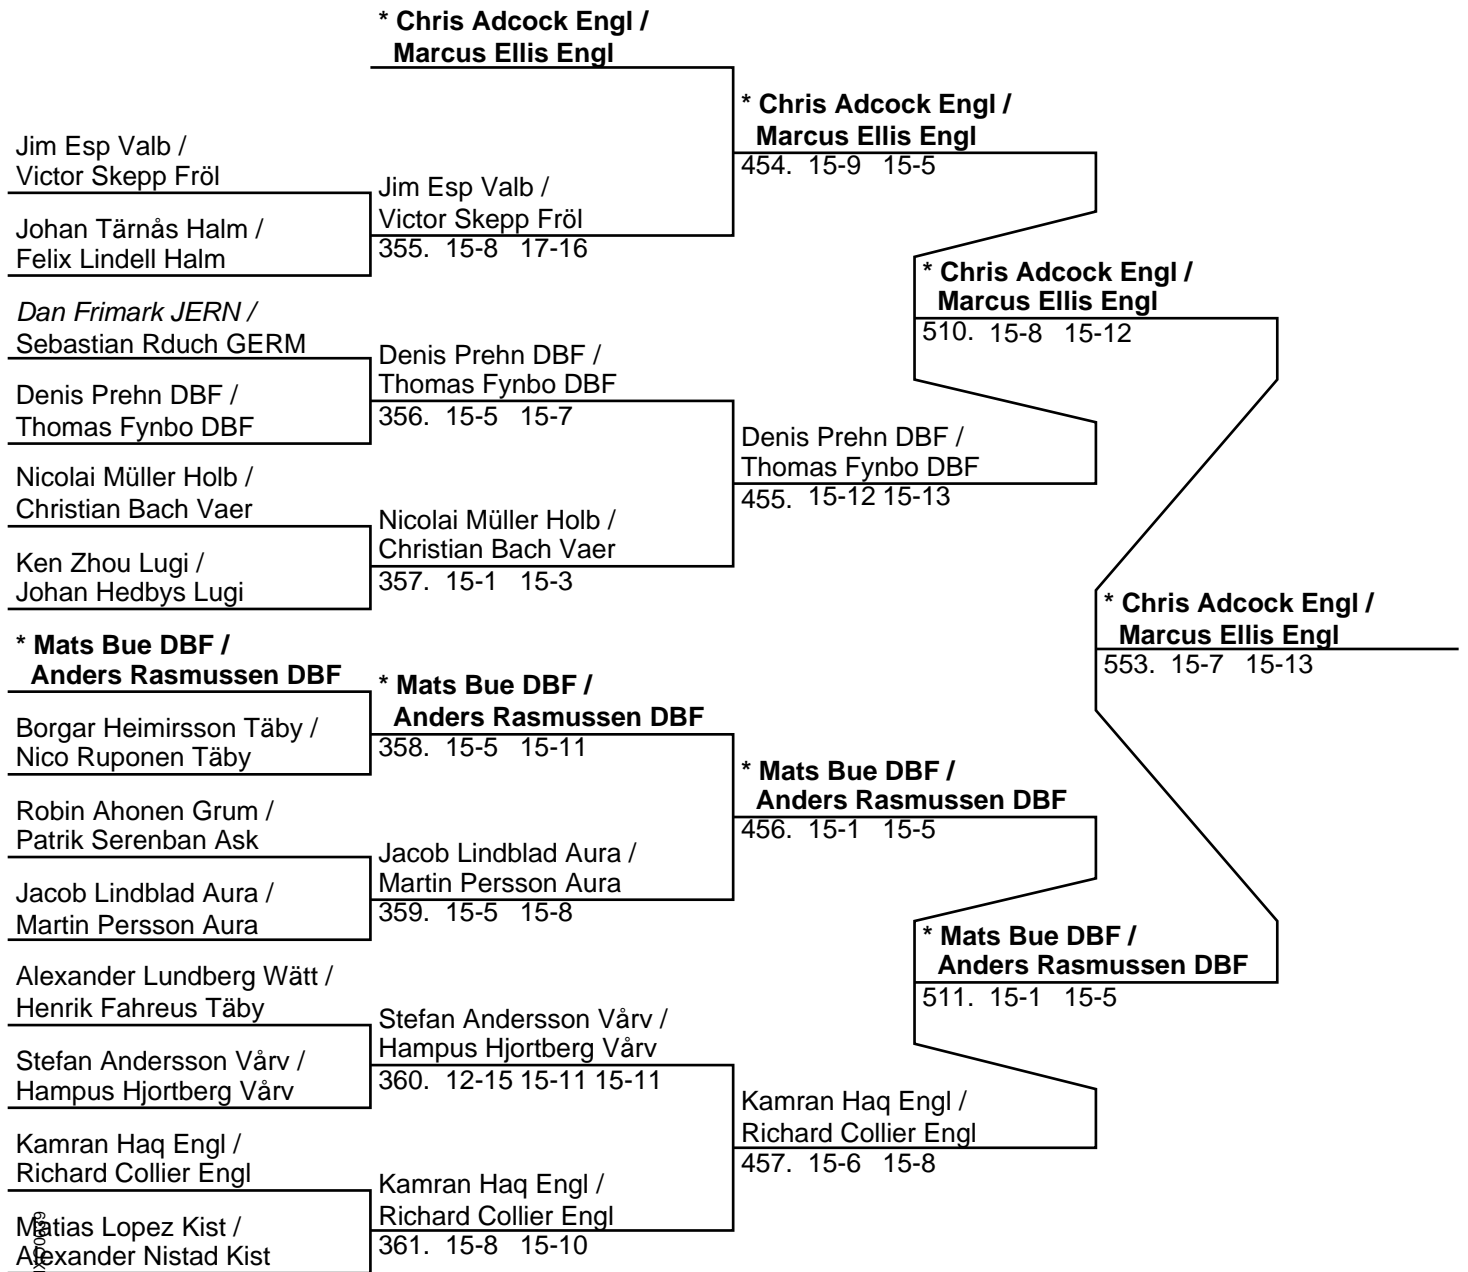 * Chris Adcock Engl /
Marcus Ellis Engl
Jim Esp Valb /
Victor Skepp Fröl
Johan Tärnås Halm /
Felix Lindell Halm
Dan Frimark JERN /
Sebastian Rduch GERM
Denis Prehn DBF /
Thomas Fynbo DBF
Nicolai Müller Holb /
Christian Bach Vaer
Ken Zhou Lugi /
Johan Hedbys Lugi
* Mats Bue DBF /
Anders Rasmussen DBF
Borgar Heimirsson Täby /
Nico Ruponen Täby
Robin Ahonen Grum /
Patrik Serenban Ask
Jacob Lindblad Aura /
Martin Persson Aura
Alexander Lundberg Wätt /
Henrik Fahreus Täby
Stefan Andersson Vårv /
Hampus Hjortberg Vårv
Kamran Haq Engl /
Richard Collier Engl
Matias Lopez Kist /
Alexander Nistad Kist
Jim Esp Valb /
Victor Skepp Fröl
355. 15-8 17-16
Denis Prehn DBF /
Thomas Fynbo DBF
356. 15-5 15-7
Nicolai Müller Holb /
Christian Bach Vaer
357. 15-1 15-3
* Mats Bue DBF /
Anders Rasmussen DBF
358. 15-5 15-11
Jacob Lindblad Aura /
Martin Persson Aura
359. 15-5 15-8
Stefan Andersson Vårv /
Hampus Hjortberg Vårv
360. 12-15 15-11 15-11
Kamran Haq Engl /
Richard Collier Engl
361. 15-8 15-10
* Chris Adcock Engl /
Marcus Ellis Engl
454. 15-9 15-5
Denis Prehn DBF /
Thomas Fynbo DBF
455. 15-12 15-13
* Mats Bue DBF /
Anders Rasmussen DBF
456. 15-1 15-5
Kamran Haq Engl /
Richard Collier Engl
457. 15-6 15-8
* Chris Adcock Engl /
Marcus Ellis Engl
510. 15-8 15-12
* Mats Bue DBF /
Anders Rasmussen DBF
511. 15-1 15-5
* Chris Adcock Engl /
Marcus Ellis Engl
553. 15-7 15-13